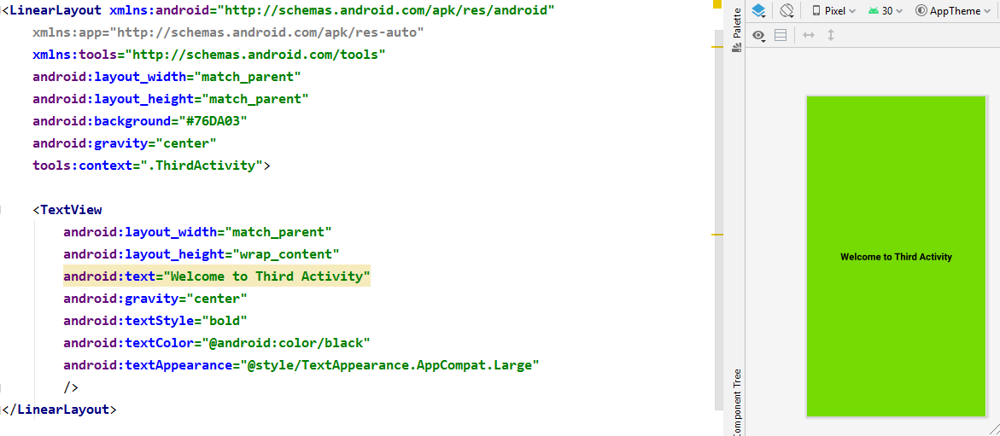 <LinearLayout xmlns:android="http://schemas.android.com/apk/res/android"
xmlns:app="http://schemas.android.com/apk/res-auto"
xmlns:tools="http://schemas.android.com/tools"
android:layout_width="match_parent"
android:layout_height="match_parent"
android:background="#76DA03"
android:gravity="center"
tools:context=".ThirdActivity">
<TextView
android:layout_width="match_parent"
android:layout_height="wrap_content"
android:text="Welcome to Third Activity"
android:gravity="center"
android:textStyle="bold"
android:textColor="@android:color/black"
android:textAppearance="@style/TextAppearance.AppCompat.Large"
/>
</LinearLayout>
Palette
Pixel 30 AppTheme
Welcome to Third Activity
omponent Tree